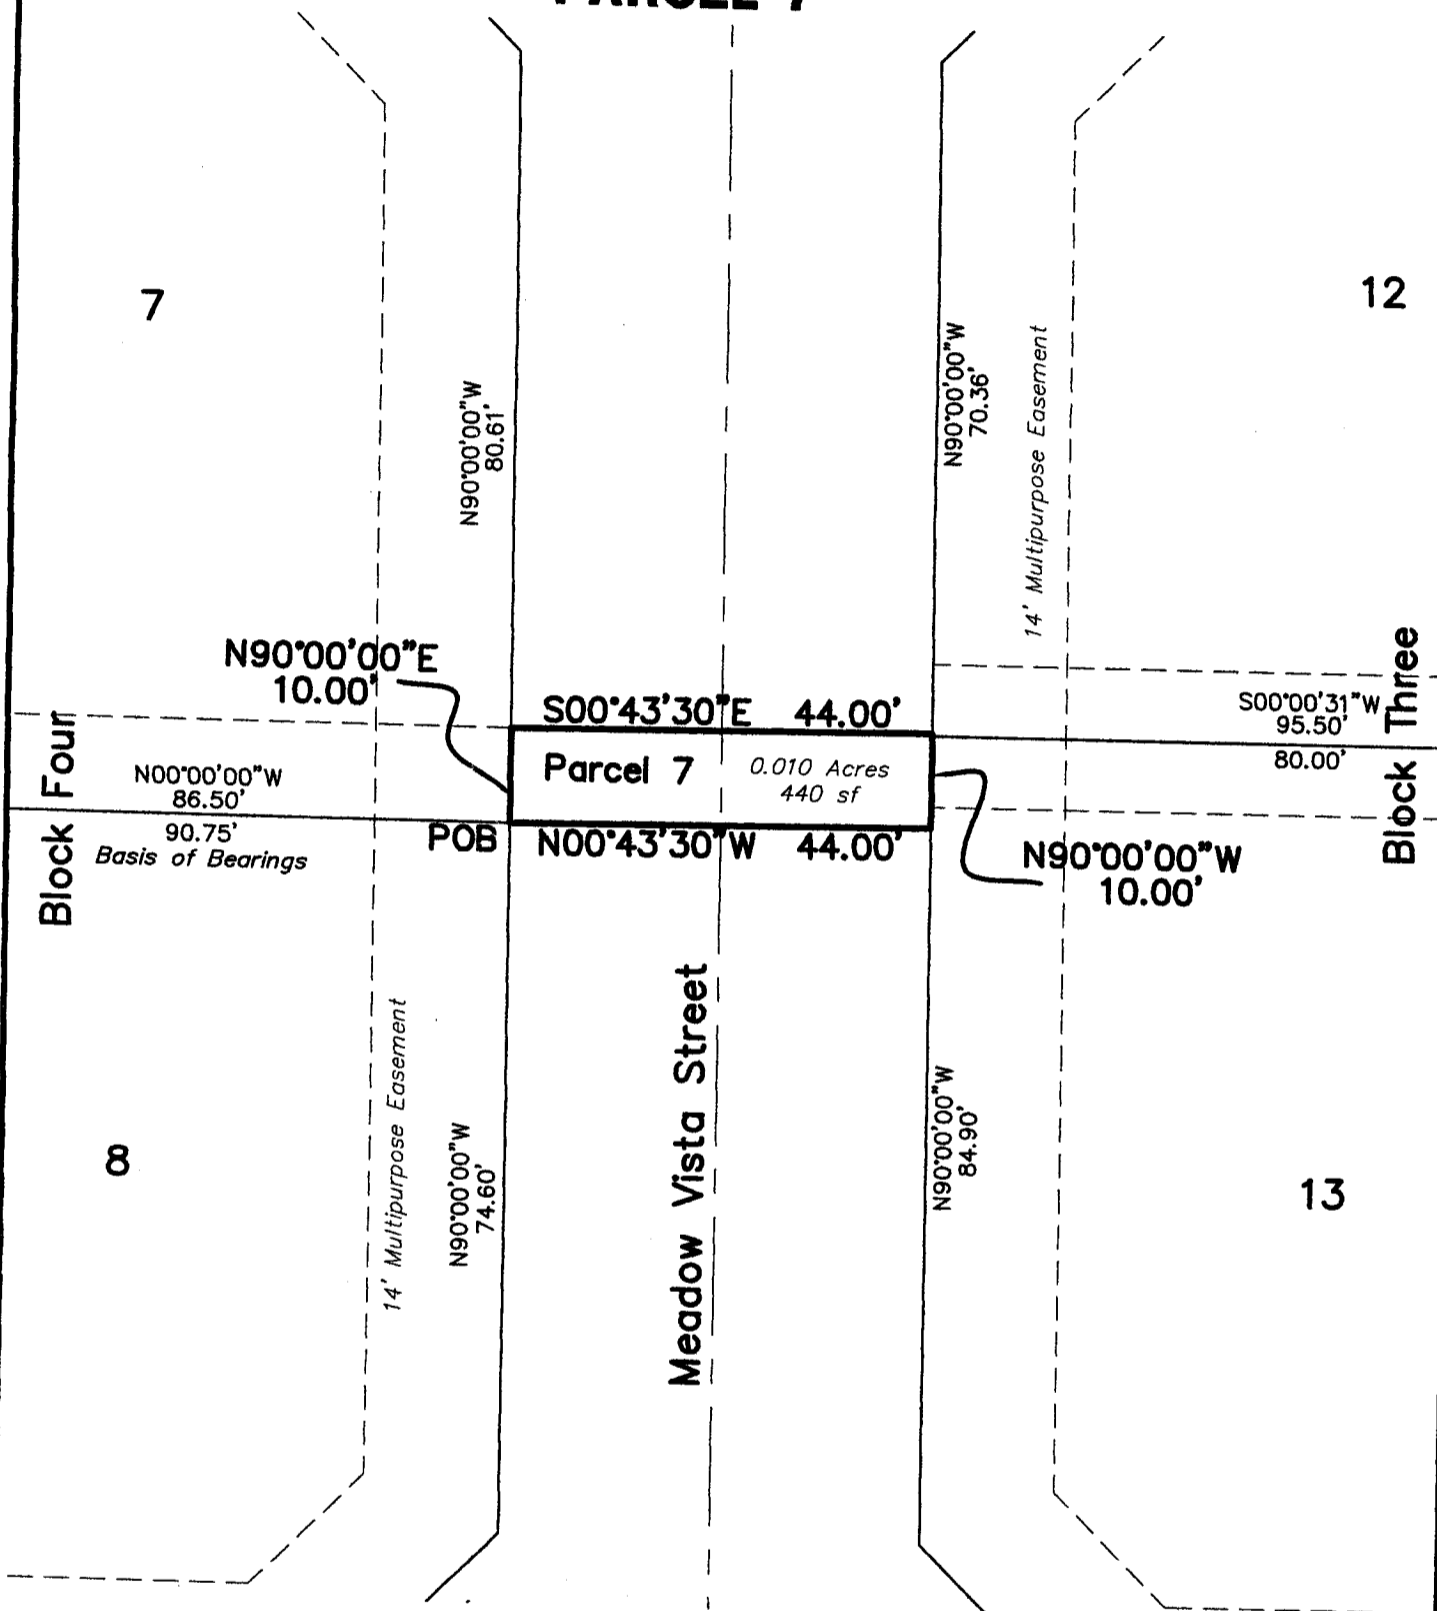 PARCEL 7
7
12
N90°00'00"W
80.61'
N90°00'00"W
70.36'
14' Multipurpose Easement
N90°00'00"E
10.00'
S00°43'30"E 44.00'
S00°00'31"W
95.50'
80.00'
Block Three
Block Four
N00°00'00"W
86.50'
90.75'
Basis of Bearings
Parcel 7
0.010 Acres
440 sf
POB
N00°43'30"W 44.00'
N90°00'00"W
10.00'
Meadow Vista Street
14' Multipurpose Easement
N90°00'00"W
74.60'
N90°00'00"W
84.90'
8
13